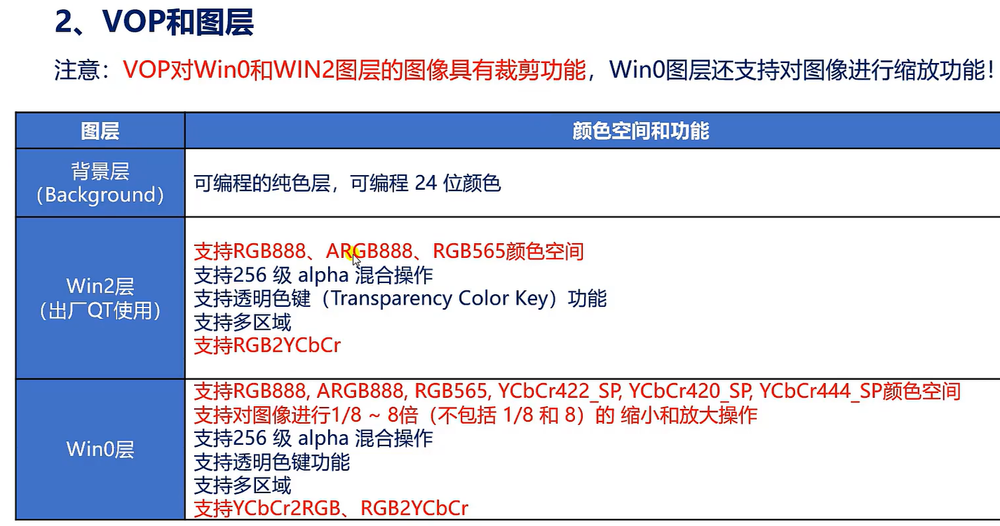 2、VOP和图层
注意：VOP对Win0和WIN2图层的图像具有裁剪功能，Win0图层还支持对图像进行缩放功能！
图层
颜色空间和功能
背景层
（Background）
可编程的纯色层，可编程 24 位颜色
Win2层
（出厂QT使用）
支持RGB888、ARGB888、RGB565颜色空间
支持256 级 alpha 混合操作
支持透明色键（Transparency Color Key）功能
支持多区域
支持RGB2YCbCr
Win0层
支持RGB888, ARGB888, RGB565, YCbCr422_SP, YCbCr420_SP, YCbCr444_SP颜色空间
支持对图像进行1/8 ~ 8倍（不包括 1/8 和 8）的 缩小和放大操作
支持256 级 alpha 混合操作
支持透明色键功能
支持多区域
支持YCbCr2RGB、RGB2YCbCr